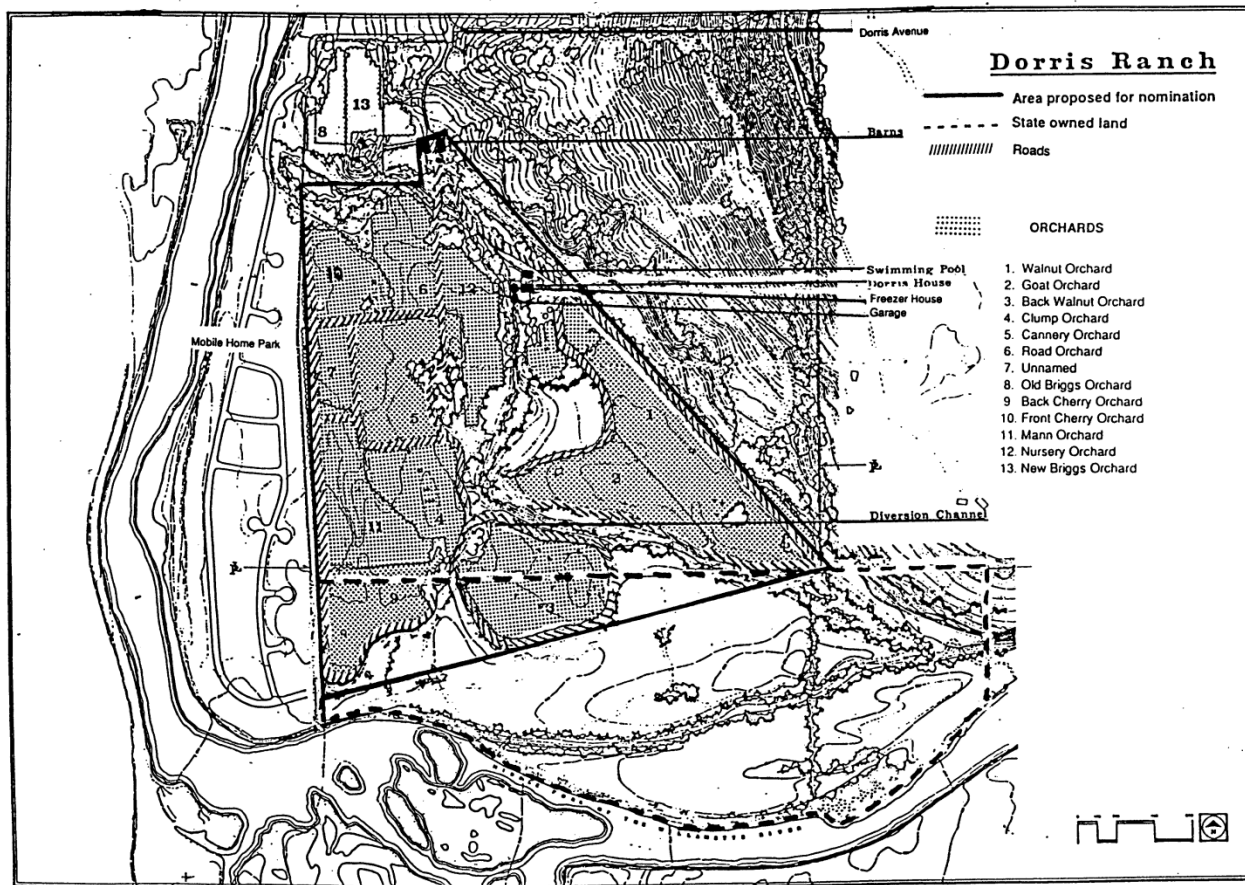 Dorris Avenue
Dorris Ranch
Area proposed for nomination
State owned land
Barns
Roads
ORCHARDS
Swimming Pool
Dorris House
Freezer House
Garage
1. Walnut Orchard
2. Goat Orchard
3. Back Walnut Orchard
4. Clump Orchard
5. Cannery Orchard
6. Road Orchard
7. Unnamed
8. Old Briggs Orchard
9. Back Cherry Orchard
10. Front Cherry Orchard
11. Mann Orchard
12. Nursery Orchard
13. New Briggs Orchard
Diversion Channel
Mobile Home Park
13
8
10
6
12
7
5
1
11
4
3
9